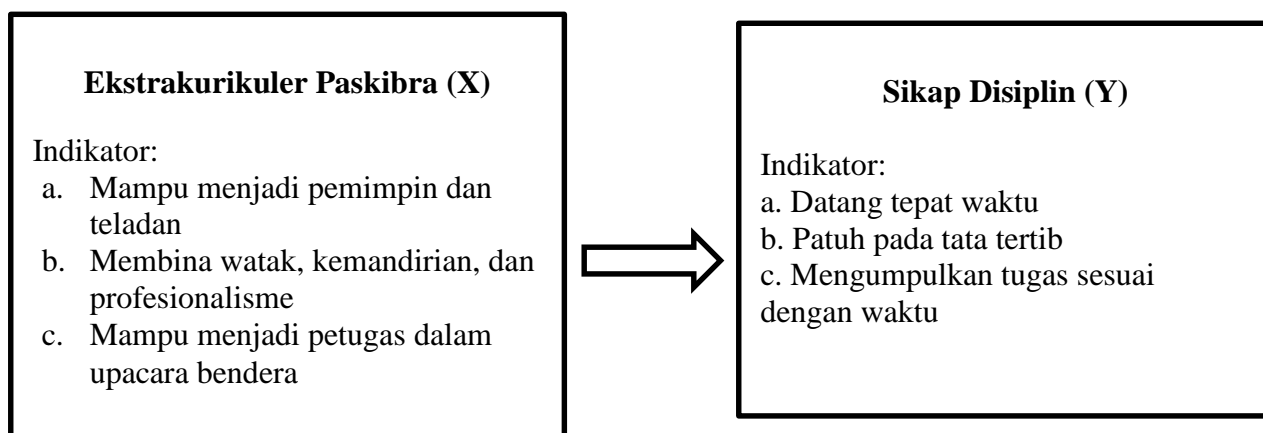 Ekstrakurikuler Paskibra (X)
Indikator:
a. Mampu menjadi pemimpin dan
teladan
b. Membina watak, kemandirian, dan
profesionalisme
c. Mampu menjadi petugas dalam
upacara bendera
Sikap Disiplin (Y)
Indikator:
a. Datang tepat waktu
b. Patuh pada tata tertib
c. Mengumpulkan tugas sesuai
dengan waktu